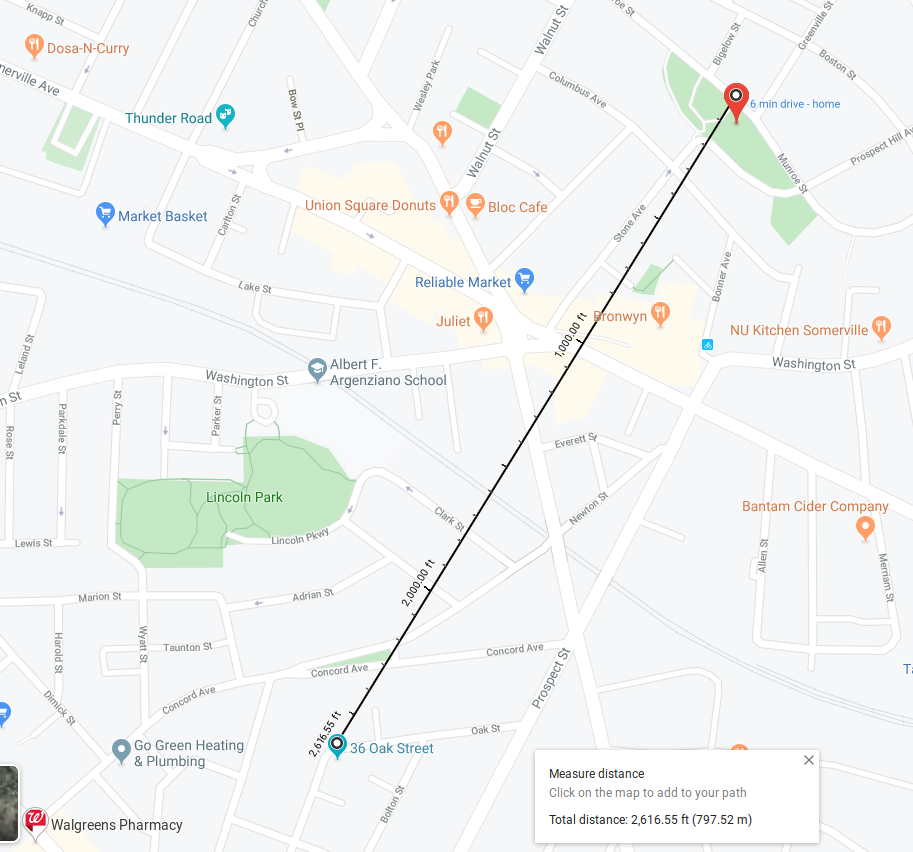 Knapp St
Church
Walnut St
roe St
Greenville St
Bigelow St
Boston St
Dosa-N-Curry
merville Ave
Wesley Park
Columbus Ave
Bow St Pl
6 min drive - home
Thunder Road
Walnut St
Prospect Hill Av
Munroe St
Carlton St
Union Square Donuts
Bloc Cafe
Market Basket
Stone Ave
Lake St
Reliable Market
Bonner Ave
Juliet
Bronwyn
NU Kitchen Somerville
1,000.00 ft
Leland St
Albert F.
Argenziano School
Washington St
Washington St
n St
Perry St
Parker St
Parkdale St
Rose St
Everett S
Lincoln Park
Newton St
Bantam Cider Company
Clark St
Lincoln Pkwy
Lewis St
Allen St
Merriam St
2,000.00 ft
Marion St
Adrian St
Harold St
Wyatt St
Taunton St
Concord Ave
Concord Ave
Concord Ave
Prospect St
Ta
Dimick St
2,616.55 ft
Oak St
36 Oak Street
Go Green Heating
& Plumbing
Bolton St
Walgreens Pharmacy
Measure distance
Click on the map to add to your path
Total distance: 2,616.55 ft (797.52 m)